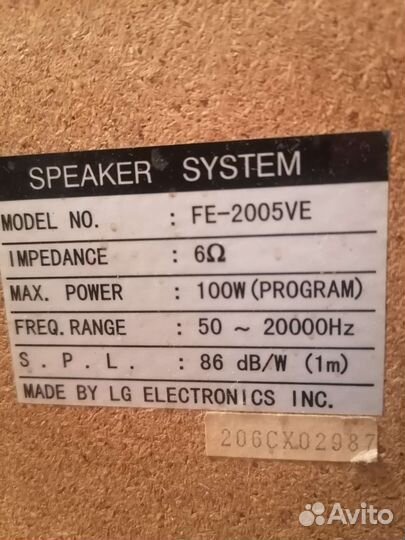 SPEAKER SYSTEM
MODEL NO. : FE-2005VE
IMPEDANCE : 6Ω
MAX. POWER : 100W(PROGRAM)
FREQ.RANGE : 50 ~ 20000Hz
S. P. L. : 86 dB/W (1m)
MADE BY LG ELECTRONICS INC.
206CX02987
Avito